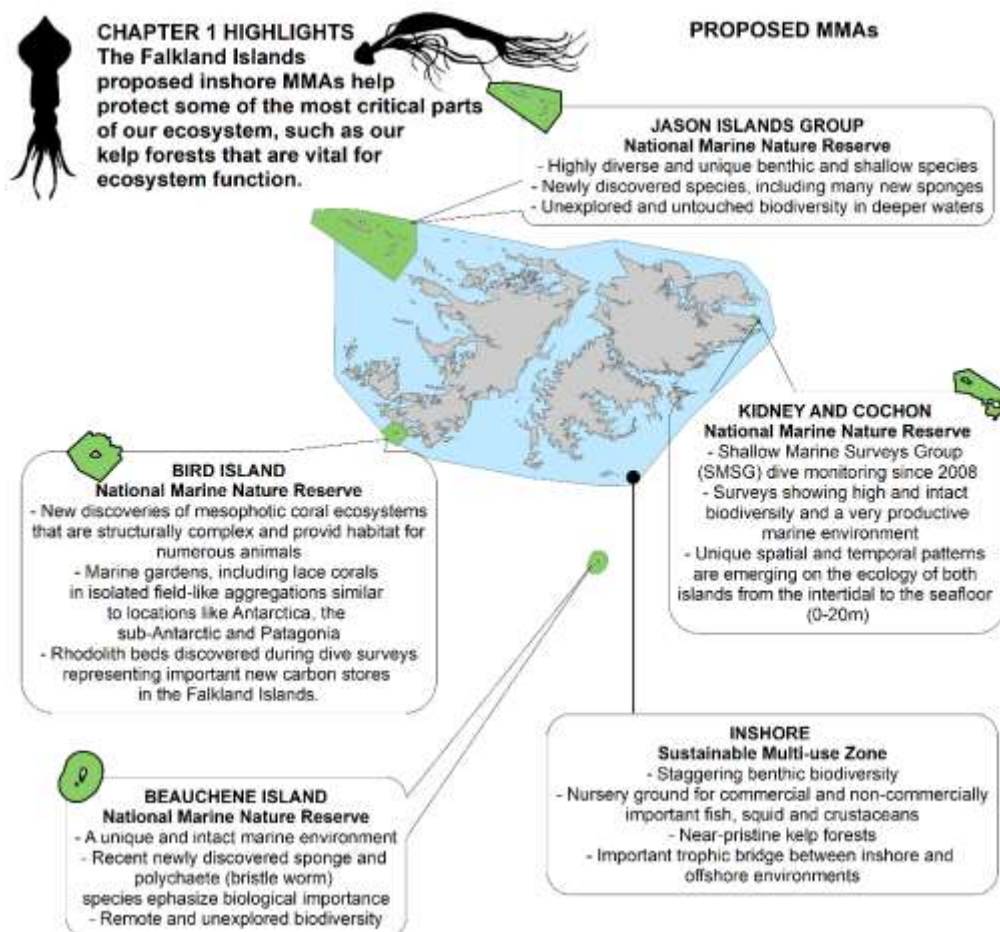 CHAPTER 1 HIGHLIGHTS
The Falkland Islands
proposed inshore MMAs help
protect some of the most critical parts
of our ecosystem, such as our
kelp forests that are vital for
ecosystem function.
PROPOSED MMAs
JASON ISLANDS GROUP
National Marine Nature Reserve
- Highly diverse and unique benthic and shallow species
- Newly discovered species, including many new sponges
- Unexplored and untouched biodiversity in deeper waters
KIDNEY AND COCHON
National Marine Nature Reserve
- Shallow Marine Surveys Group
(SMSG) dive monitoring since 2008
- Surveys showing high and intact
biodiversity and a very productive
marine environment
- Unique spatial and temporal patterns
are emerging on the ecology of both
islands from the intertidal to the seafloor
(0-20m)
BIRD ISLAND
National Marine Nature Reserve
- New discoveries of mesophotic coral ecosystems
that are structurally complex and provid habitat for
numerous animals
- Marine gardens, including lace corals
in isolated field-like aggregations similar
to locations like Antarctica, the
sub-Antarctic and Patagonia
- Rhodolith beds discovered during dive surveys
representing important new carbon stores
in the Falkland Islands.
INSHORE
Sustainable Multi-use Zone
- Staggering benthic biodiversity
- Nursery ground for commercial and non-commercially
important fish, squid and crustaceans
- Near-pristine kelp forests
- Important trophic bridge between inshore and
offshore environments
BEAUCHENE ISLAND
National Marine Nature Reserve
- A unique and intact marine environment
- Recent newly discovered sponge and
polychaete (bristle worm)
species ephasize biological importance
- Remote and unexplored biodiversity